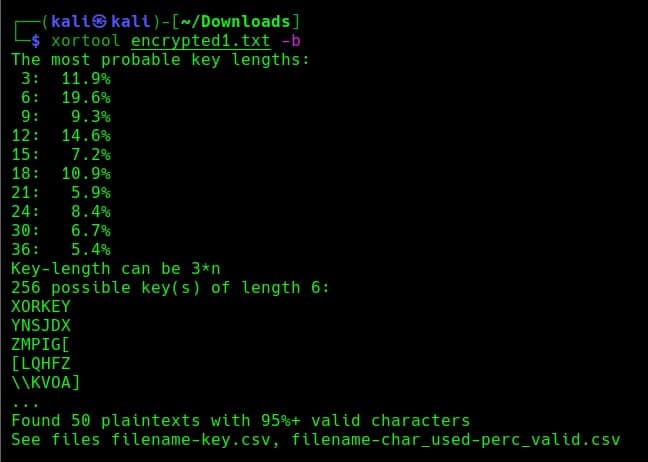 ┌──(kali㉿kali)-[~/Downloads]
└─$ xortool encrypted1.txt -b
The most probable key lengths:
 3:  11.9%
 6:  19.6%
 9:   9.3%
12:  14.6%
15:   7.2%
18:  10.9%
21:   5.9%
24:   8.4%
30:   6.7%
36:   5.4%
Key-length can be 3*n
256 possible key(s) of length 6:
XORKEY
YNSJDX
ZMPIG[
[LQHFZ
\\KVOA]
...
Found 50 plaintexts with 95%+ valid characters
See files filename-key.csv, filename-char_used-perc_valid.csv